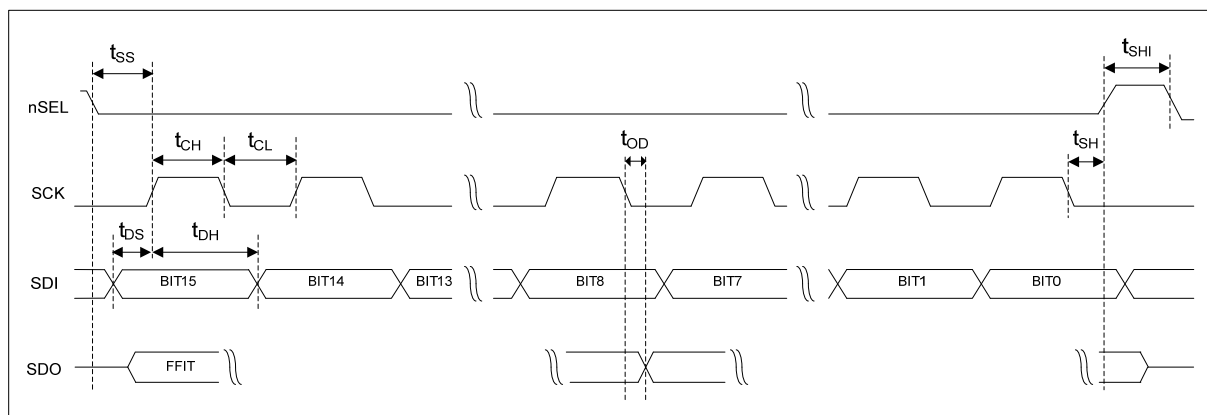 tSS
tSHI
nSEL
tCH
tCL
tOD
tSH
SCK
tDS
tDH
SDI
BIT15
BIT14
BIT13
BIT8
BIT7
BIT1
BIT0
SDO
FFIT